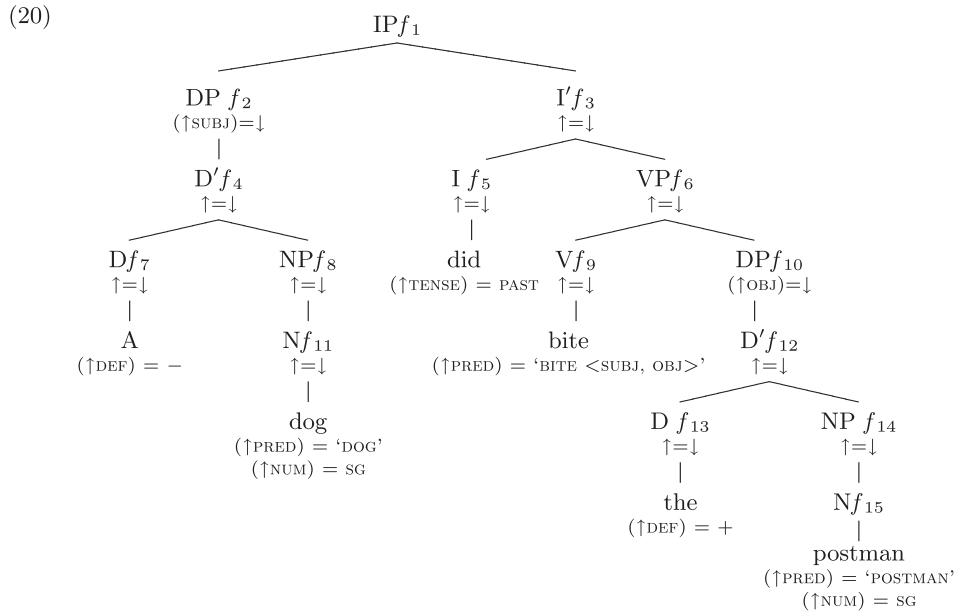 (20)
IPf₁
DP f₂ I′f₃
(↑SUBJ)=↓ ↑=↓
D′f₄ I f₅ VPf₆
↑=↓ ↑=↓ ↑=↓
Df₇ NPf₈ did Vf₉ DPf₁₀
↑=↓ ↑=↓ (↑TENSE) = PAST ↑=↓ (↑OBJ)=↓
A Nf₁₁ bite D′f₁₂
(↑DEF) = − ↑=↓ (↑PRED) = ‘BITE <SUBJ, OBJ>’ ↑=↓
dog D f₁₃ NP f₁₄
(↑PRED) = ‘DOG’ ↑=↓ ↑=↓
(↑NUM) = SG
the Nf₁₅
(↑DEF) = +
postman
(↑PRED) = ‘POSTMAN’
(↑NUM) = SG